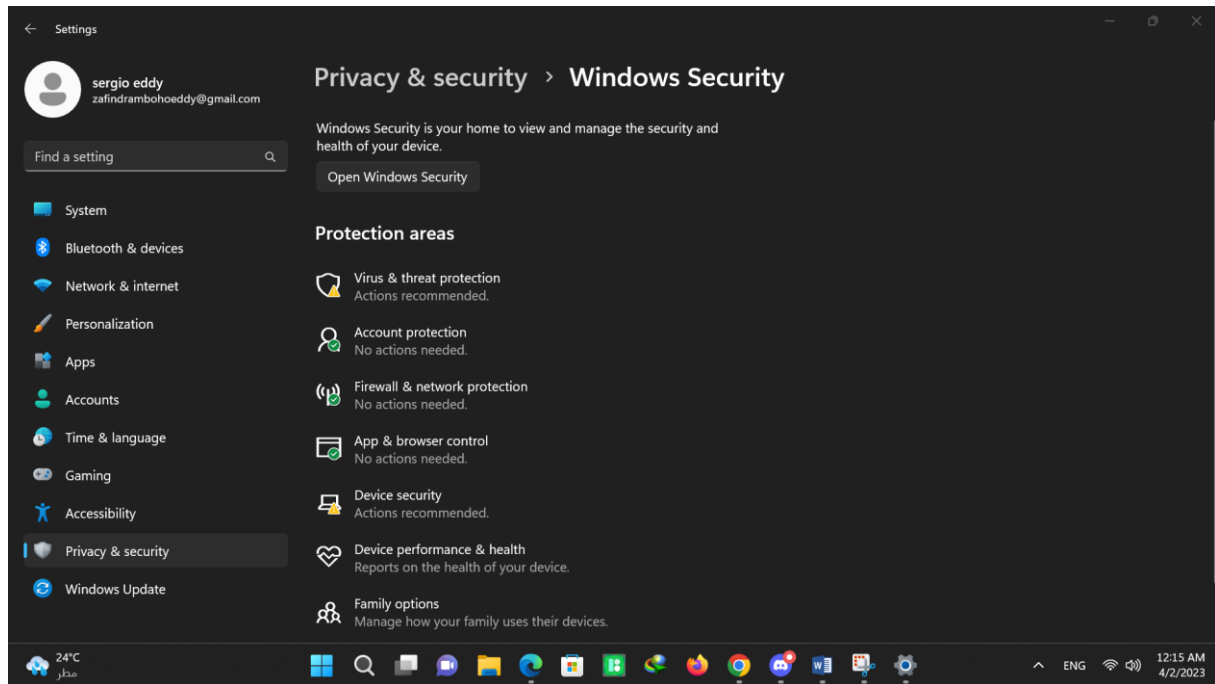 Settings
sergio eddy
zafindrambohoeddy@gmail.com
Find a setting
System
Bluetooth & devices
Network & internet
Personalization
Apps
Accounts
Time & language
Gaming
Accessibility
Privacy & security
Windows Update
Privacy & security > Windows Security
Windows Security is your home to view and manage the security and
health of your device.
Open Windows Security
Protection areas
Virus & threat protection
Actions recommended.
Account protection
No actions needed.
Firewall & network protection
No actions needed.
App & browser control
No actions needed.
Device security
Actions recommended.
Device performance & health
Reports on the health of your device.
Family options
Manage how your family uses their devices.
24°C
مطر
ENG
12:15 AM
4/2/2023